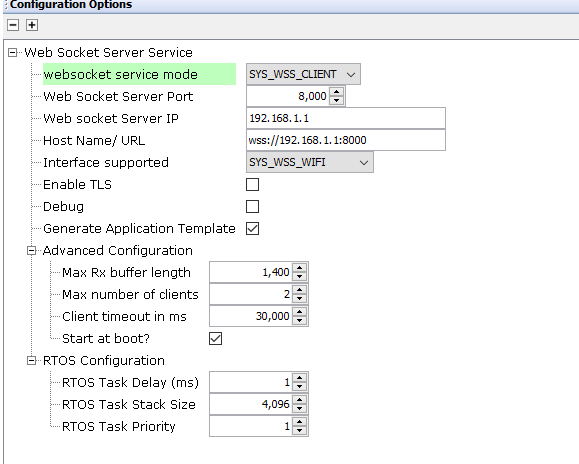 Configuration Options
Web Socket Server Service
websocket service mode SYS_WSS_CLIENT
Web Socket Server Port 8,000
Web socket Server IP 192.168.1.1
Host Name/ URL wss://192.168.1.1:8000
Interface supported SYS_WSS_WIFI
Enable TLS
Debug
Generate Application Template
Advanced Configuration
Max Rx buffer length 1,400
Max number of clients 2
Client timeout in ms 30,000
Start at boot?
RTOS Configuration
RTOS Task Delay (ms) 1
RTOS Task Stack Size 4,096
RTOS Task Priority 1